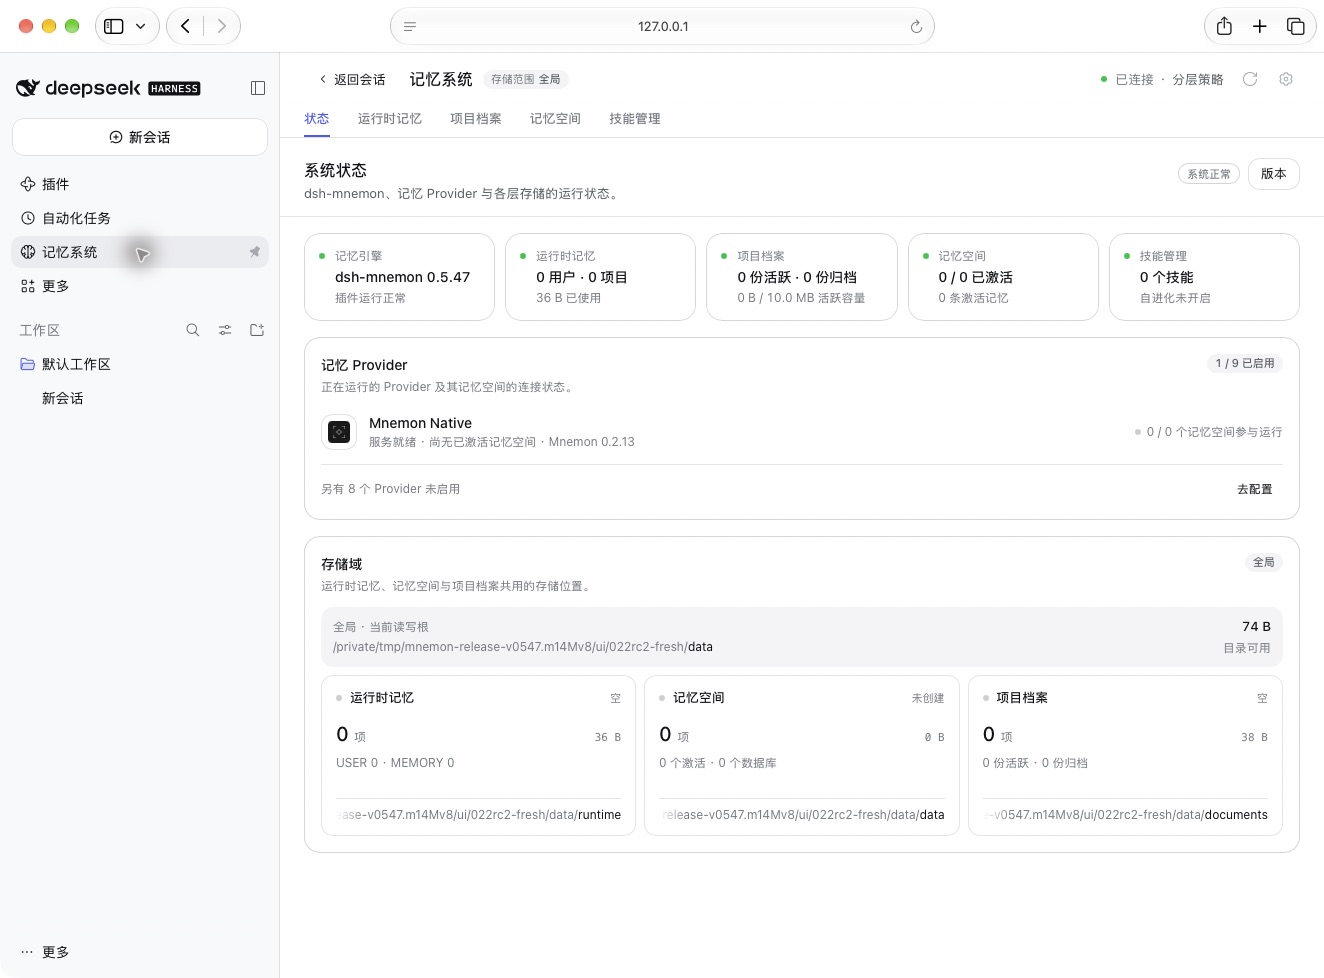 127.0.0.1
deepseek HARNESS
新会话
插件
自动化任务
记忆系统
更多
工作区
默认工作区
新会话
更多
返回会话
记忆系统
存储范围 全局
已连接 · 分层策略
状态
运行时记忆
项目档案
记忆空间
技能管理
系统状态
dsh-mnemon、记忆 Provider 与各层存储的运行状态。
系统正常
版本
记忆引擎
dsh-mnemon 0.5.47
插件运行正常
运行时记忆
0 用户 · 0 项目
36 B 已使用
项目档案
0 份活跃 · 0 份归档
0 B / 10.0 MB 活跃容量
记忆空间
0 / 0 已激活
0 条激活记忆
技能管理
0 个技能
自进化未开启
记忆 Provider
1 / 9 已启用
正在运行的 Provider 及其记忆空间的连接状态。
Mnemon Native
服务就绪 · 尚无已激活记忆空间 · Mnemon 0.2.13
0 / 0 个记忆空间参与运行
另有 8 个 Provider 未启用
去配置
存储域
全局
运行时记忆、记忆空间与项目档案共用的存储位置。
全局 · 当前读写根
74 B
/private/tmp/mnemon-release-v0547.m14Mv8/ui/022rc2-fresh/data
目录可用
运行时记忆
空
0 项
36 B
USER 0 · MEMORY 0
ase-v0547.m14Mv8/ui/022rc2-fresh/data/runtime
记忆空间
未创建
0 项
0 B
0 个激活 · 0 个数据库
release-v0547.m14Mv8/ui/022rc2-fresh/data/data
项目档案
空
0 项
38 B
0 份活跃 · 0 份归档
-v0547.m14Mv8/ui/022rc2-fresh/data/documents